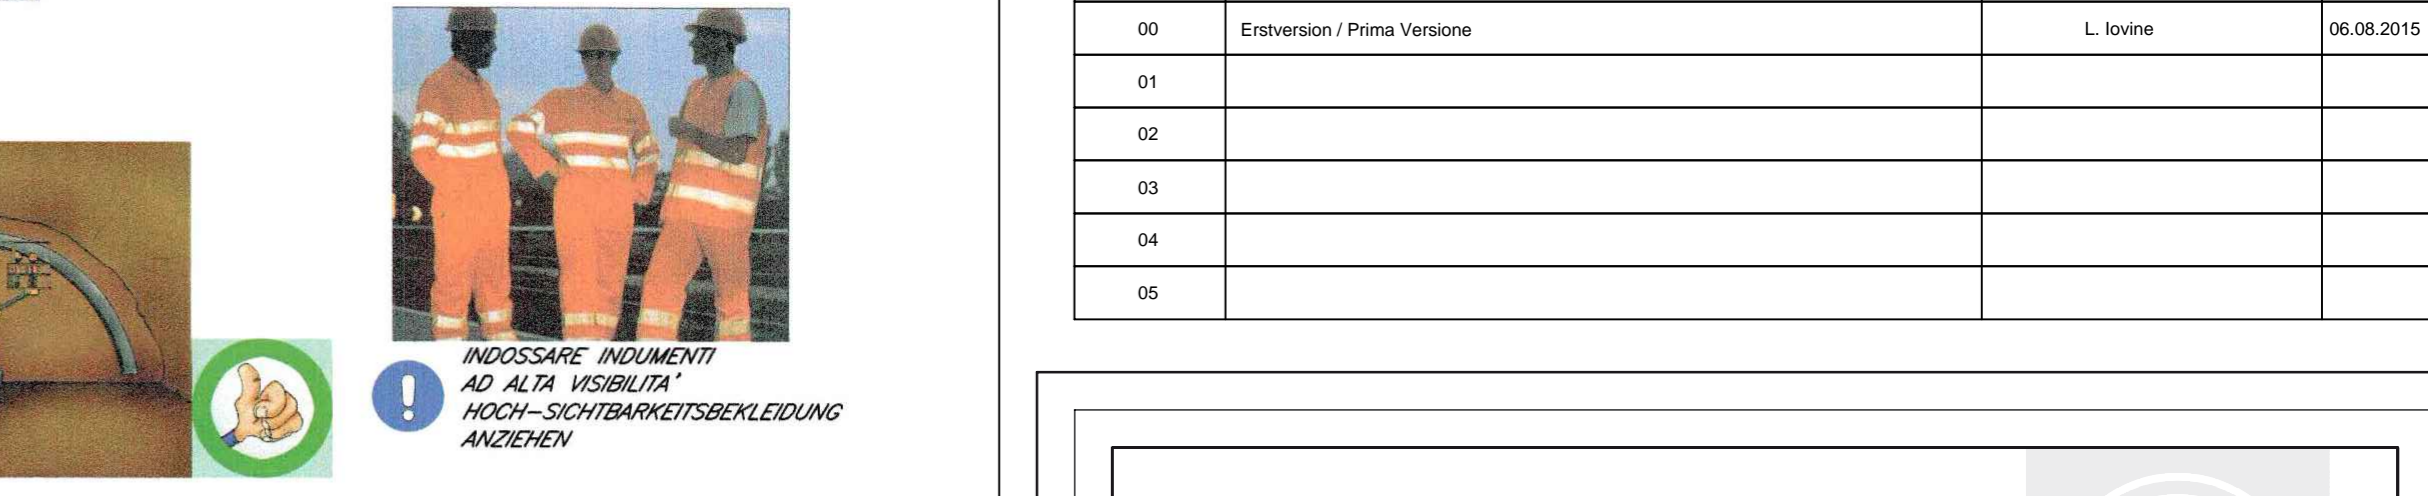 INDOSSARE INDUMENTI
AD ALTA VISIBILITA'
HOCH-SICHTBARKEITSBEKLEIDUNG
ANZIEHEN
00 Erstversion / Prima Versione L. Iovine 06.08.2015
01
02
03
04
05